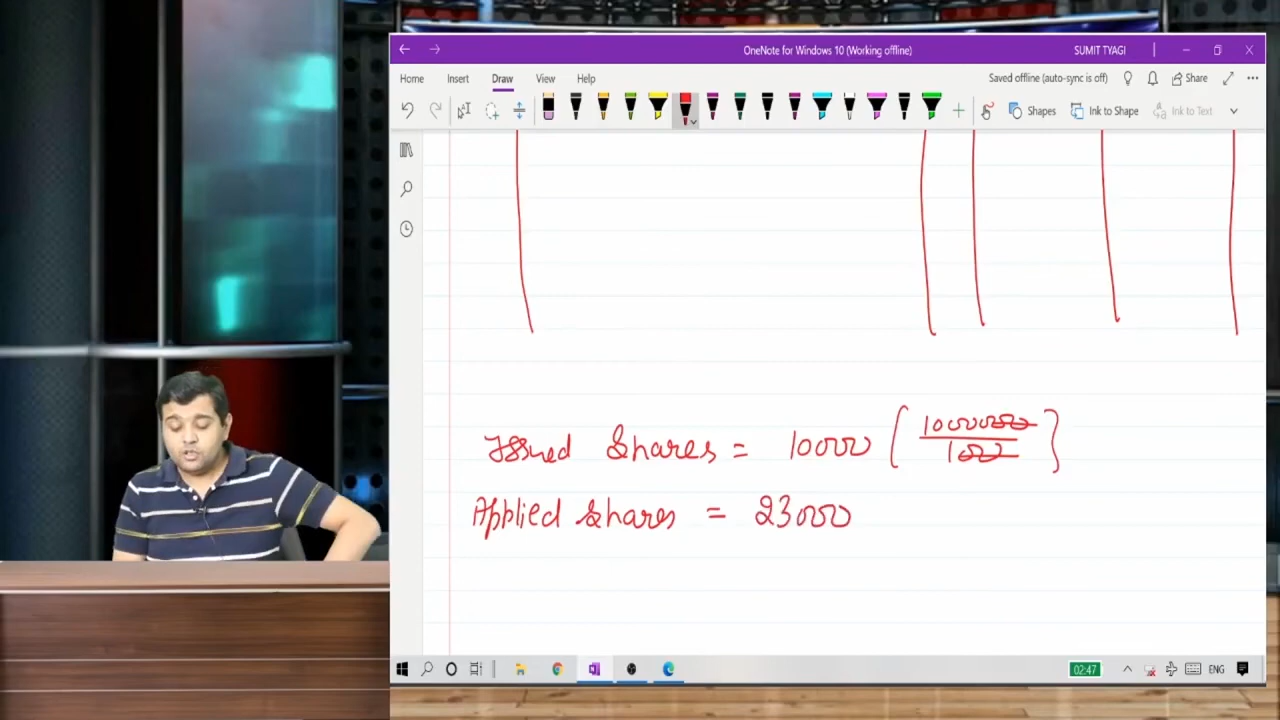 OneNote for Windows 10 (Working offline)
SUMIT TYAGI
Home Insert Draw View Help
Saved offline (auto-sync is off)
Share
Shapes
Ink to Shape
Ink to Text
Issued Shares = 10000 (
1000000
100
)
Applied Shares = 23000
02:47
ENG